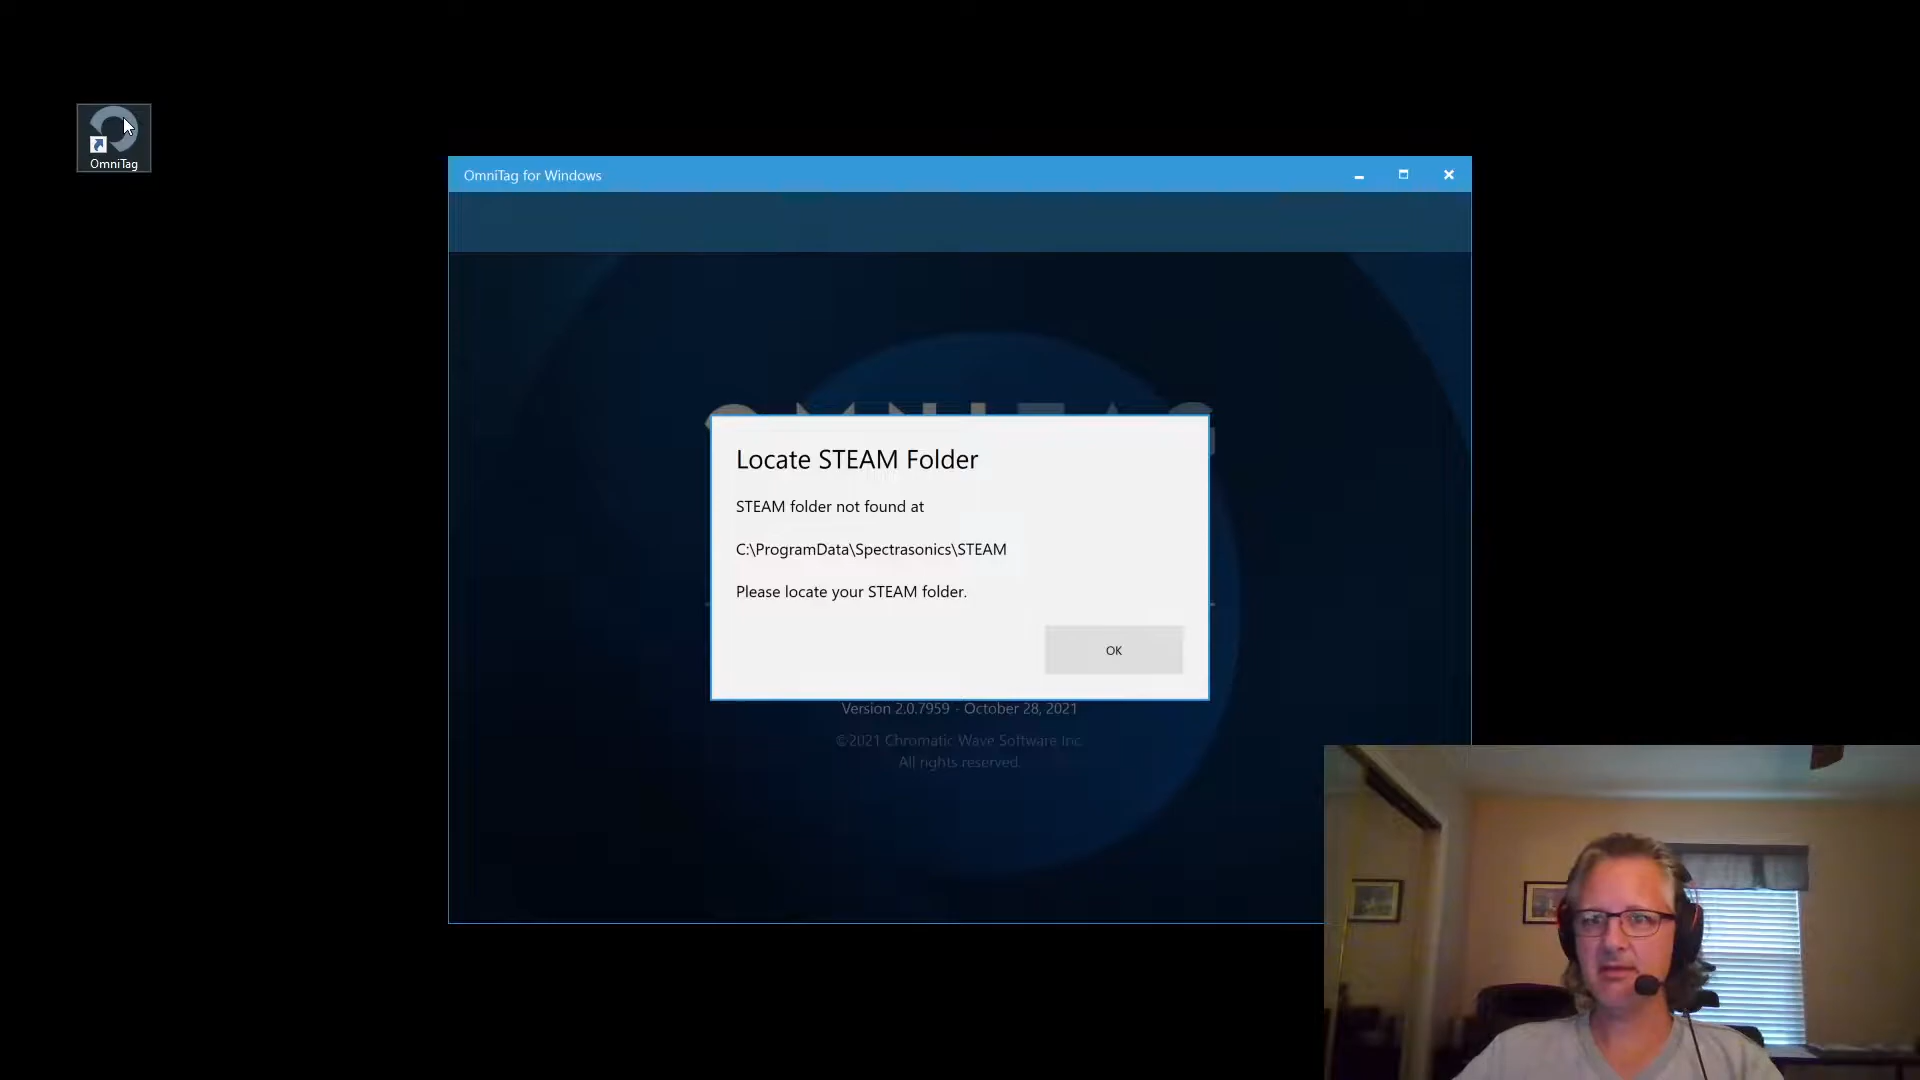 OmniTag
OmniTag for Windows
Locate STEAM Folder
STEAM folder not found at
C:\ProgramData\Spectrasonics\STEAM
Please locate your STEAM folder.
OK
Version 2.0.7959 - October 28, 2021
©2021 Chromatic Wave Software Inc.
All rights reserved.